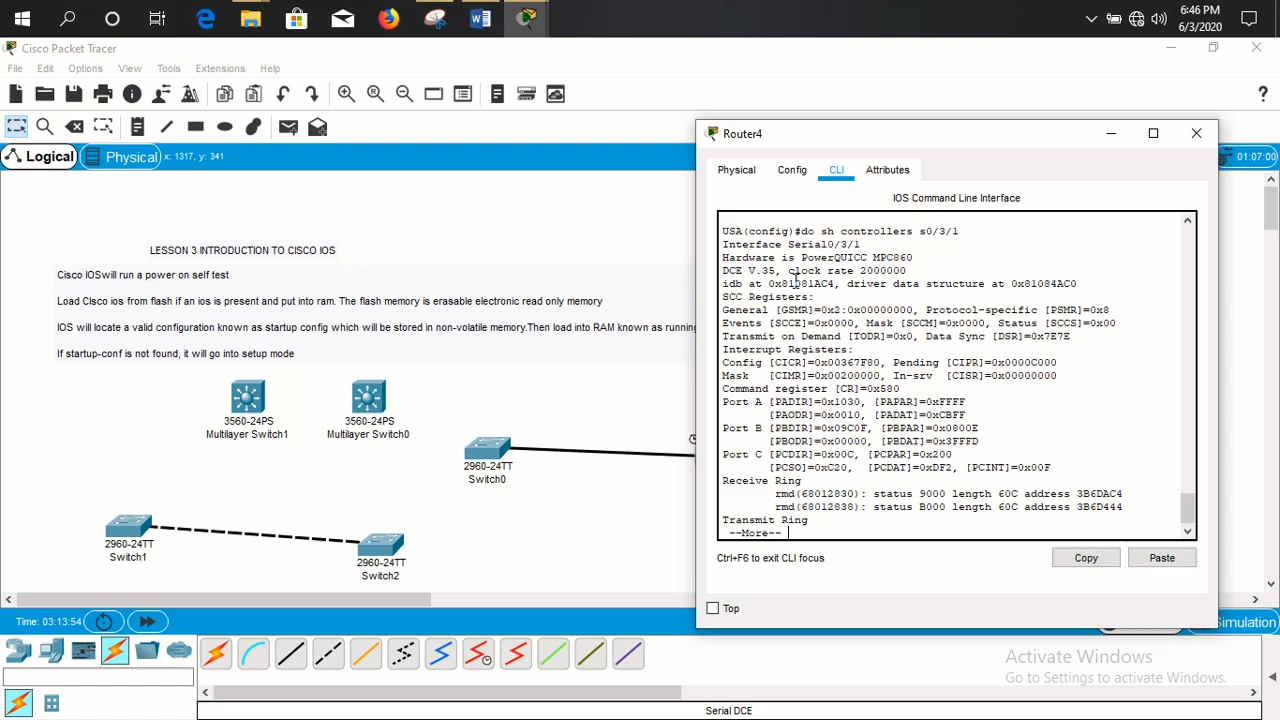 6:46 PM
6/3/2020
Cisco Packet Tracer
File Edit Options View Tools Extensions Help
Logical Physical x: 1317, y: 341
01:07:00
LESSON 3 INTRODUCTION TO CISCO IOS
Cisco IOSwill run a power on self test
Load CIsco ios from flash if an ios is present and put into ram. The flash memory is erasable electronic read only memory
IOS will locate a valid configuration known as startup config which will be stored in non-volatile memory.Then load into RAM known as running
If startup-conf is not found, it will go into setup mode
3560-24PS
Multilayer Switch1
3560-24PS
Multilayer Switch0
2960-24TT
Switch0
2960-24TT
Switch1
2960-24TT
Switch2
Router4
Physical Config CLI Attributes
IOS Command Line Interface
USA(config)#do sh controllers s0/3/1
Interface Serial0/3/1
Hardware is PowerQUICC MPC860
DCE V.35, clock rate 2000000
idb at 0x81081AC4, driver data structure at 0x81084AC0
SCC Registers:
General [GSMR]=0x2:0x00000000, Protocol-specific [PSMR]=0x8
Events [SCCE]=0x0000, Mask [SCCM]=0x0000, Status [SCCS]=0x00
Transmit on Demand [TODR]=0x0, Data Sync [DSR]=0x7E7E
Interrupt Registers:
Config [CICR]=0x00367F80, Pending [CIPR]=0x0000C000
Mask [CIMR]=0x00200000, In-srv [CISR]=0x00000000
Command register [CR]=0x580
Port A [PADIR]=0x1030, [PAPAR]=0xFFFF
[PAODR]=0x0010, [PADAT]=0xCBFF
Port B [PBDIR]=0x09C0F, [PBPAR]=0x0800E
[PBODR]=0x00000, [PBDAT]=0x3FFFD
Port C [PCDIR]=0x00C, [PCPAR]=0x200
[PCSO]=0xC20, [PCDAT]=0xDF2, [PCINT]=0x00F
Receive Ring
rmd(68012830): status 9000 length 60C address 3B6DAC4
rmd(68012838): status B000 length 60C address 3B6D444
Transmit Ring
--More--
Ctrl+F6 to exit CLI focus
Copy Paste
Top
Time: 03:13:54
Simulation
Activate Windows
Go to Settings to activate Windows.
Serial DCE